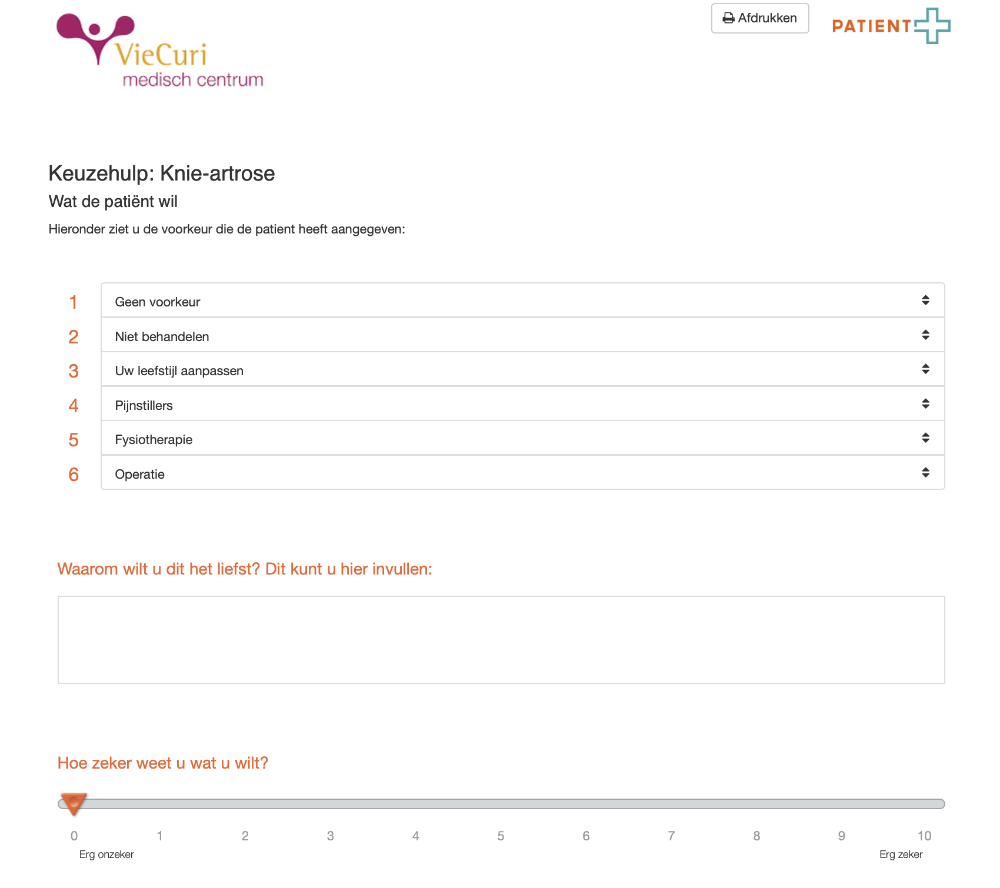 VieCuri
medisch centrum
Afdrukken
PATIENT
Keuzehulp: Knie-artrose
Wat de patiënt wil
Hieronder ziet u de voorkeur die de patient heeft aangegeven:
1 Geen voorkeur
2 Niet behandelen
3 Uw leefstijl aanpassen
4 Pijnstillers
5 Fysiotherapie
6 Operatie
Waarom wilt u dit het liefst? Dit kunt u hier invullen:
Hoe zeker weet u wat u wilt?
0 1 2 3 4 5 6 7 8 9 10
Erg onzeker Erg zeker